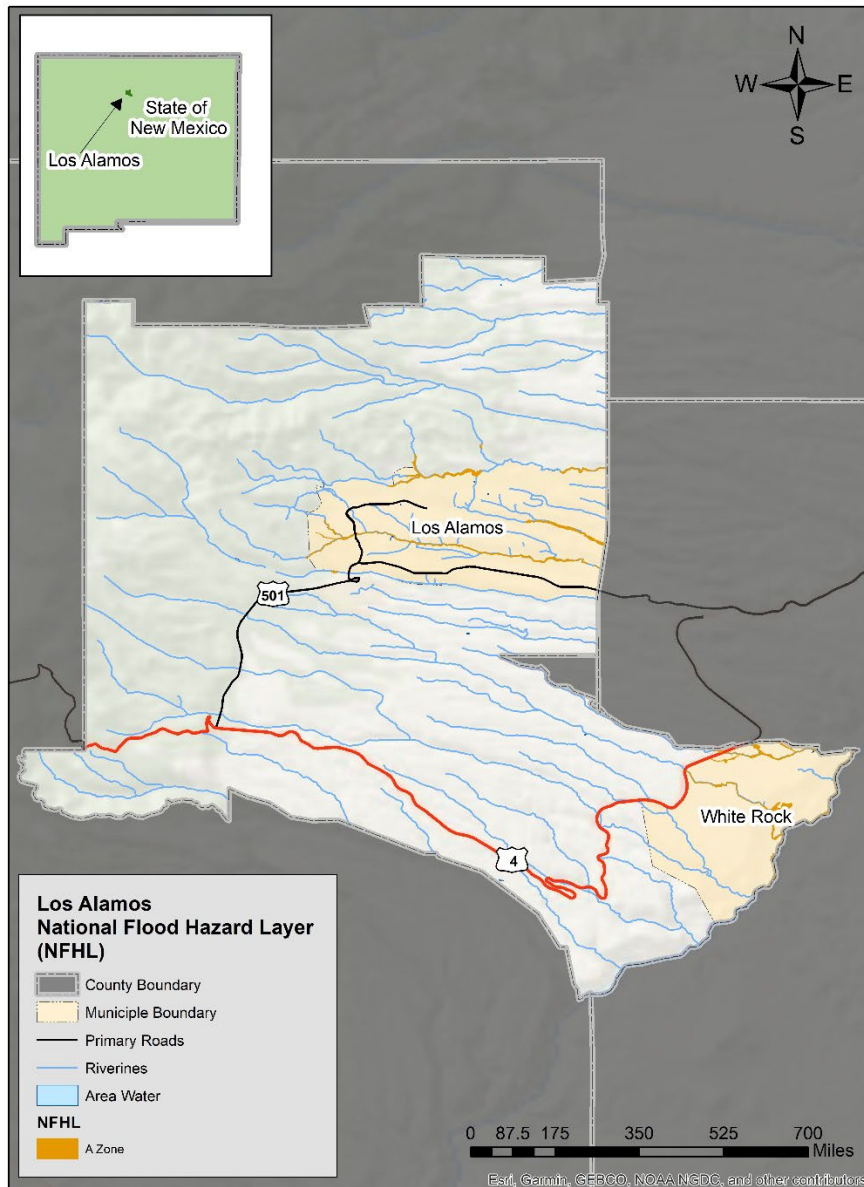 N
W E
S
State of
New Mexico
Los Alamos
Los Alamos
501
White Rock
4
Los Alamos
National Flood Hazard Layer
(NFHL)
County Boundary
Municiple Boundary
Primary Roads
Riverines
Area Water
NFHL
A Zone
0 87.5 175 350 525 700
Miles
Esri, Garmin, GEBCO, NOAA NGDC, and other contributors